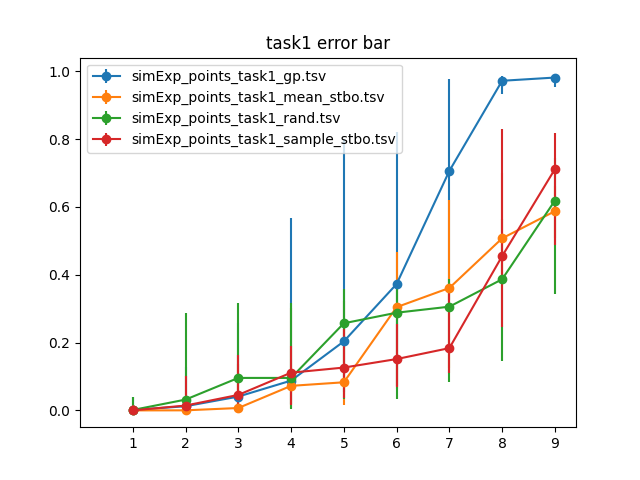 task1 error bar
simExp_points_task1_gp.tsv
simExp_points_task1_mean_stbo.tsv
simExp_points_task1_rand.tsv
simExp_points_task1_sample_stbo.tsv
1.0
0.8
0.6
0.4
0.2
0.0
1 2 3 4 5 6 7 8 9